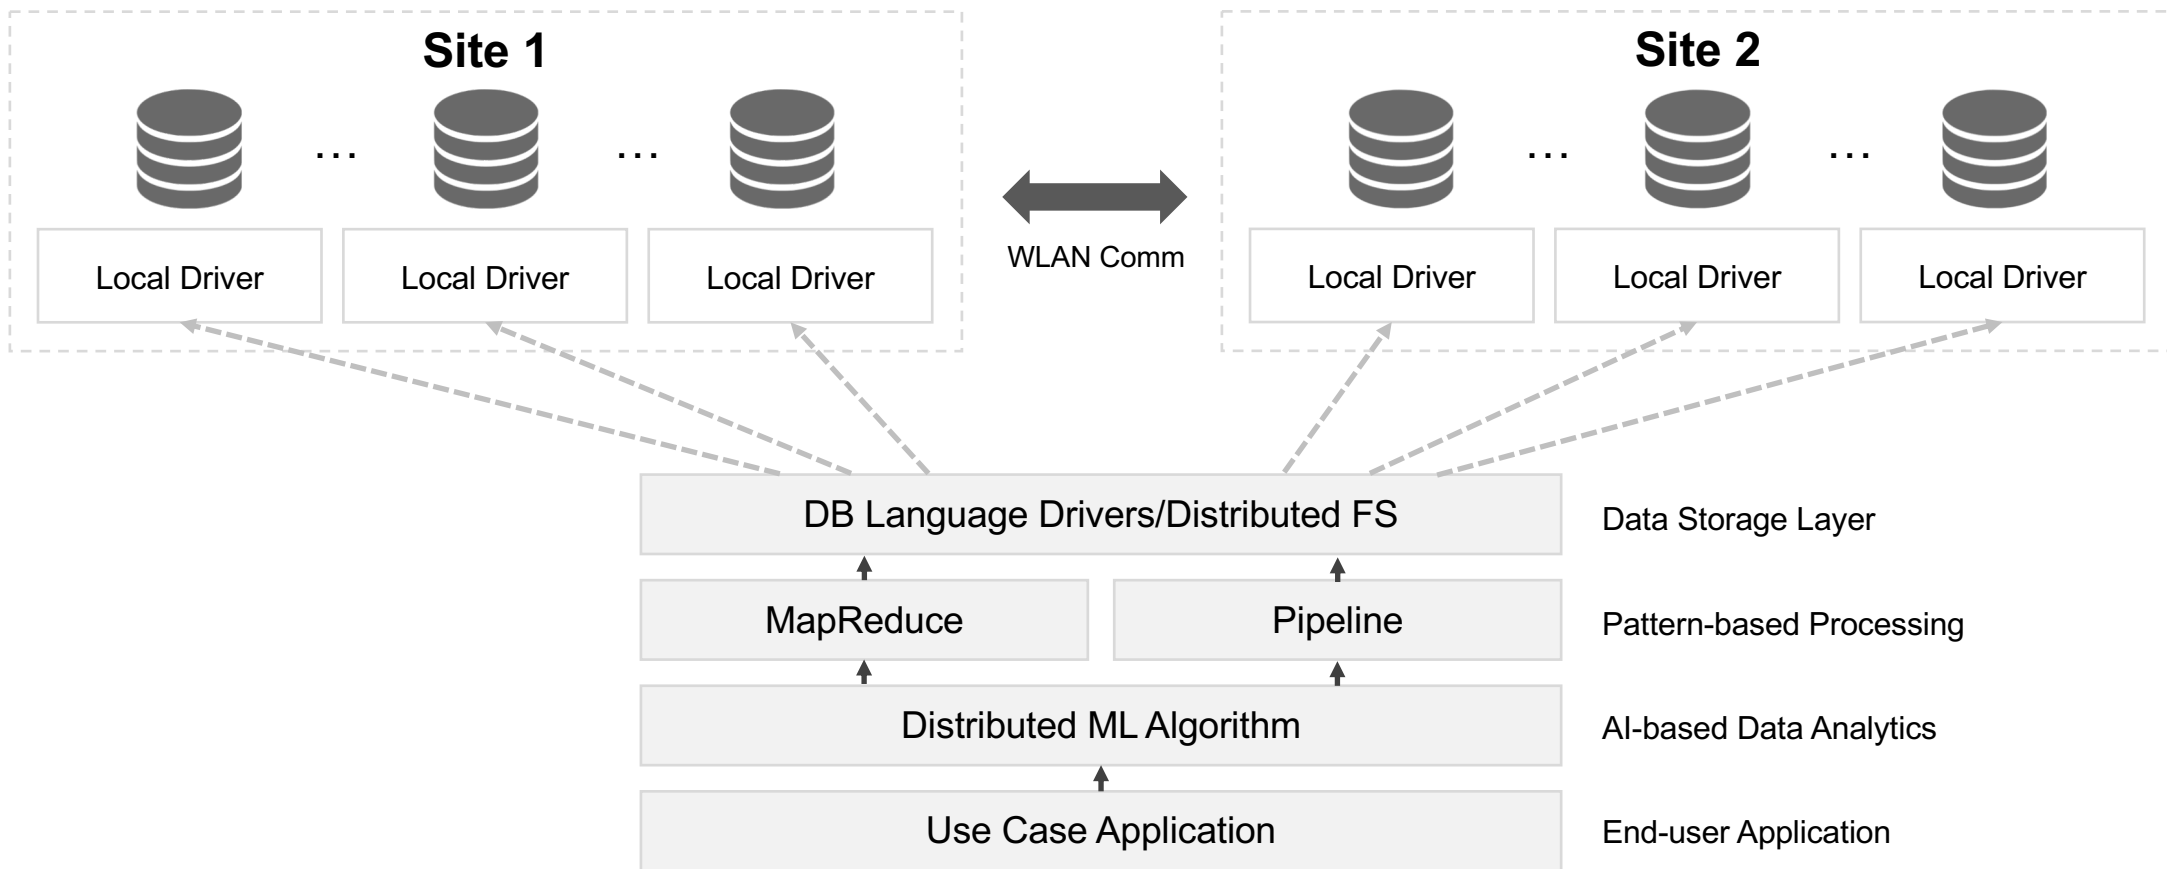 Site 1
Site 2
... ...
... ...
WLAN Comm
Local Driver
Local Driver
Local Driver
Local Driver
Local Driver
Local Driver
DB Language Drivers/Distributed FS
Data Storage Layer
MapReduce
Pipeline
Pattern-based Processing
Distributed ML Algorithm
AI-based Data Analytics
Use Case Application
End-user Application